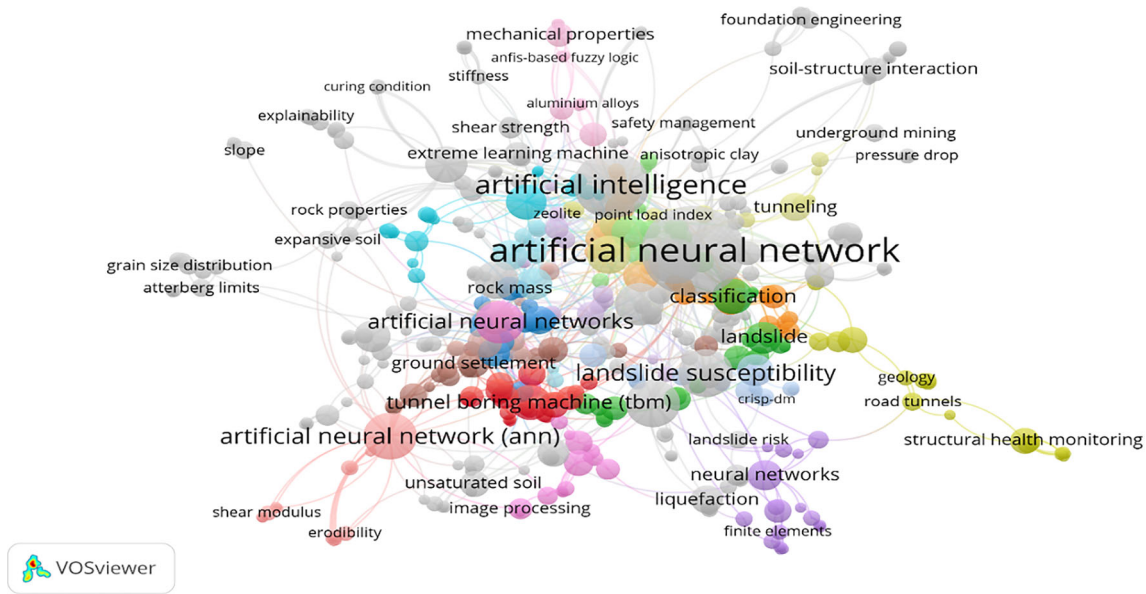 foundation engineering
mechanical properties
anfis-based fuzzy logic
soil-structure interaction
stiffness
curing condition
aluminium alloys
explainability
shear strength
safety management
underground mining
slope
extreme learning machine
anisotropic clay
pressure drop
artificial intelligence
rock properties
zeolite
point load index
tunneling
expansive soil
artificial neural network
grain size distribution
atterberg limits
rock mass
classification
artificial neural networks
landslide
ground settlement
landslide susceptibility
geology
tunnel boring machine (tbm)
crisp-dm
road tunnels
artificial neural network (ann)
landslide risk
structural health monitoring
neural networks
unsaturated soil
liquefaction
shear modulus
image processing
erodibility
finite elements
VOSviewer